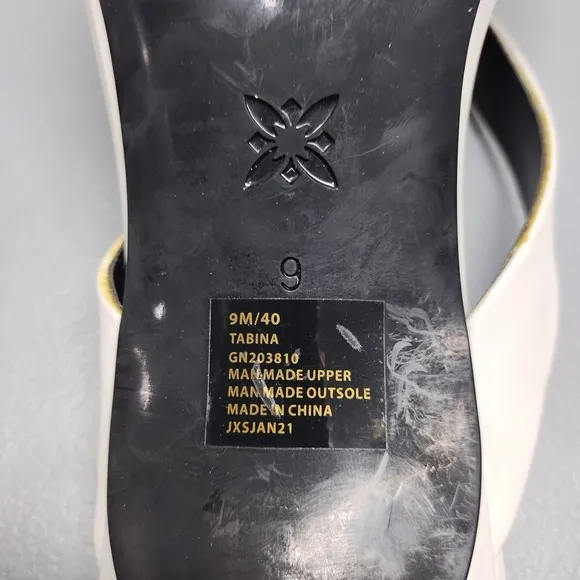 9
9M/40
TABINA
GN203810
MAN MADE UPPER
MAN MADE OUTSOLE
MADE IN CHINA
JXSJAN21